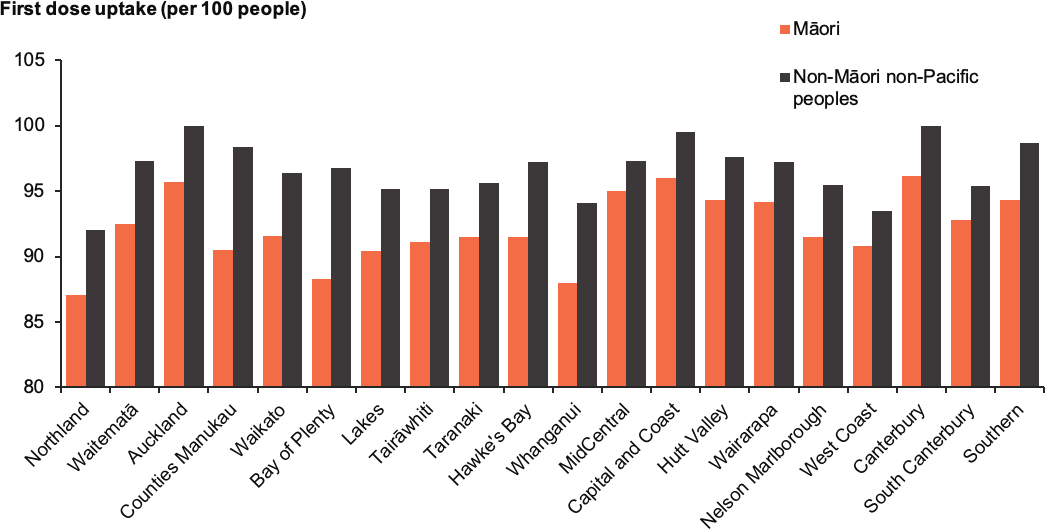 First dose uptake (per 100 people)
Māori
Non-Māori non-Pacific
peoples
105
100
95
90
85
80
Northland
Waitematā
Auckland
Counties Manukau
Waikato
Bay of Plenty
Lakes
Tairāwhiti
Taranaki
Hawke's Bay
Whanganui
MidCentral
Capital and Coast
Hutt Valley
Wairarapa
Nelson Marlborough
West Coast
Canterbury
South Canterbury
Southern